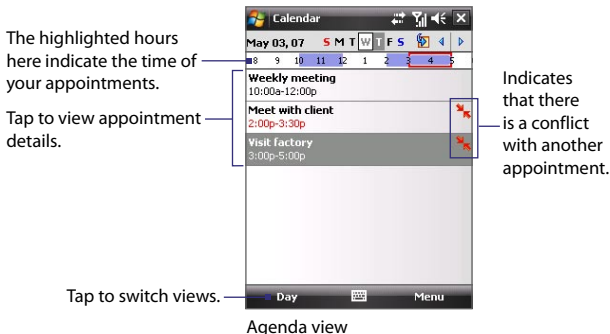 Calendar
May 03, 07 S M T W T F S
8 9 10 11 12 1 2 3 4 5
Weekly meeting
10:00a-12:00p
Meet with client
2:00p-3:30p
Visit factory
3:00p-5:00p
Day Menu
The highlighted hours
here indicate the time of
your appointments.
Tap to view appointment
details.
Tap to switch views.
Indicates
that there
is a conflict
with another
appointment.
Agenda view